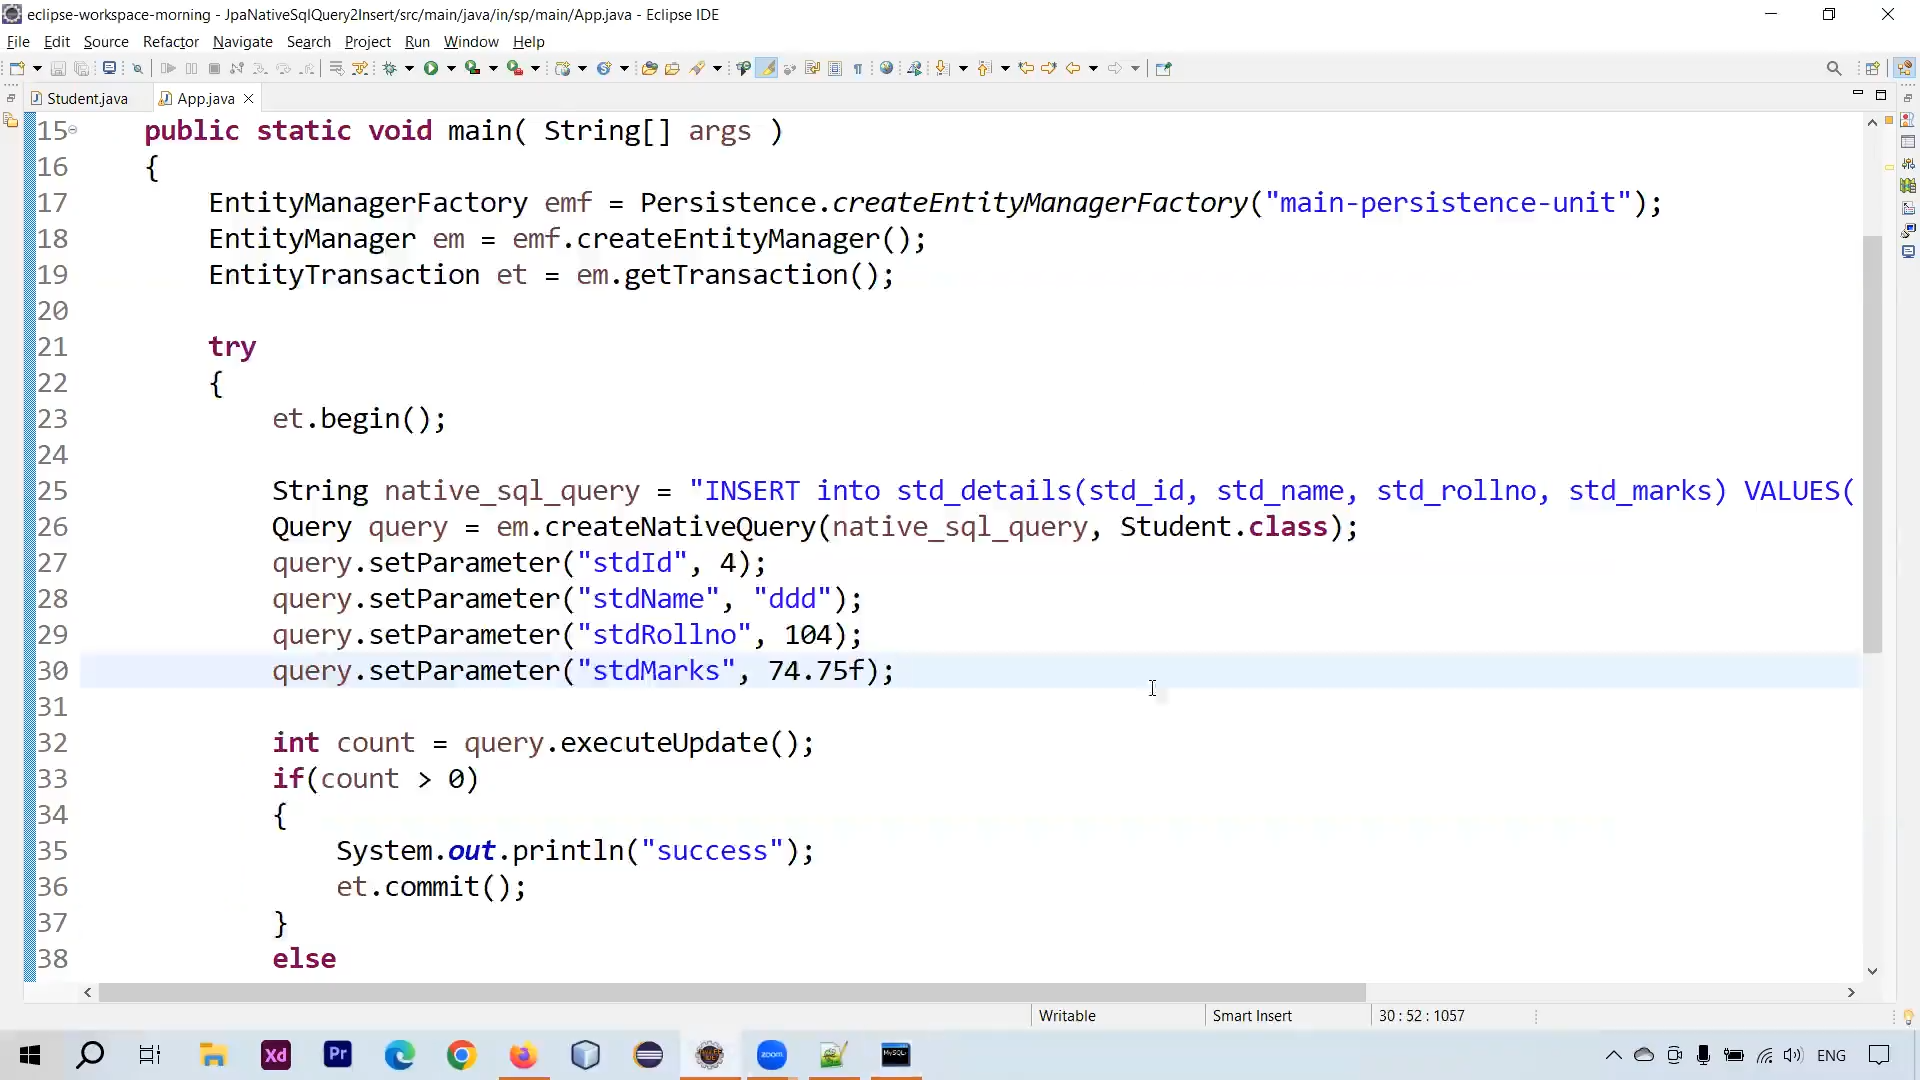 eclipse-workspace-morning - JpaNativeSqlQuery2Insert/src/main/java/in/sp/main/App.java - Eclipse IDE
File Edit Source Refactor Navigate Search Project Run Window Help
Student.java App.java
15 public static void main( String[] args )
16 {
17 EntityManagerFactory emf = Persistence.createEntityManagerFactory("main-persistence-unit");
18 EntityManager em = emf.createEntityManager();
19 EntityTransaction et = em.getTransaction();
20
21 try
22 {
23 et.begin();
24
25 String native_sql_query = "INSERT into std_details(std_id, std_name, std_rollno, std_marks) VALUES(
26 Query query = em.createNativeQuery(native_sql_query, Student.class);
27 query.setParameter("stdId", 4);
28 query.setParameter("stdName", "ddd");
29 query.setParameter("stdRollno", 104);
30 query.setParameter("stdMarks", 74.75f);
31
32 int count = query.executeUpdate();
33 if(count > 0)
34 {
35 System.out.println("success");
36 et.commit();
37 }
38 else
Writable Smart Insert 30 : 52 : 1057
Xd Pr zoom MySQL ENG